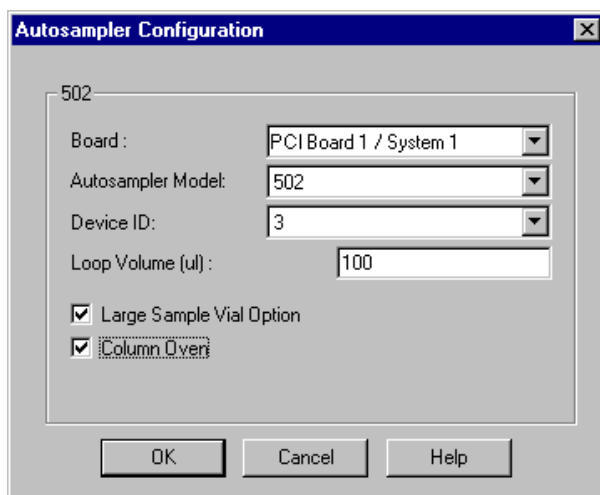 Autosampler Configuration
502
Board : PCI Board 1 / System 1
Autosampler Model: 502
Device ID: 3
Loop Volume (ul) : 100
Large Sample Vial Option
Column Oven
OK Cancel Help